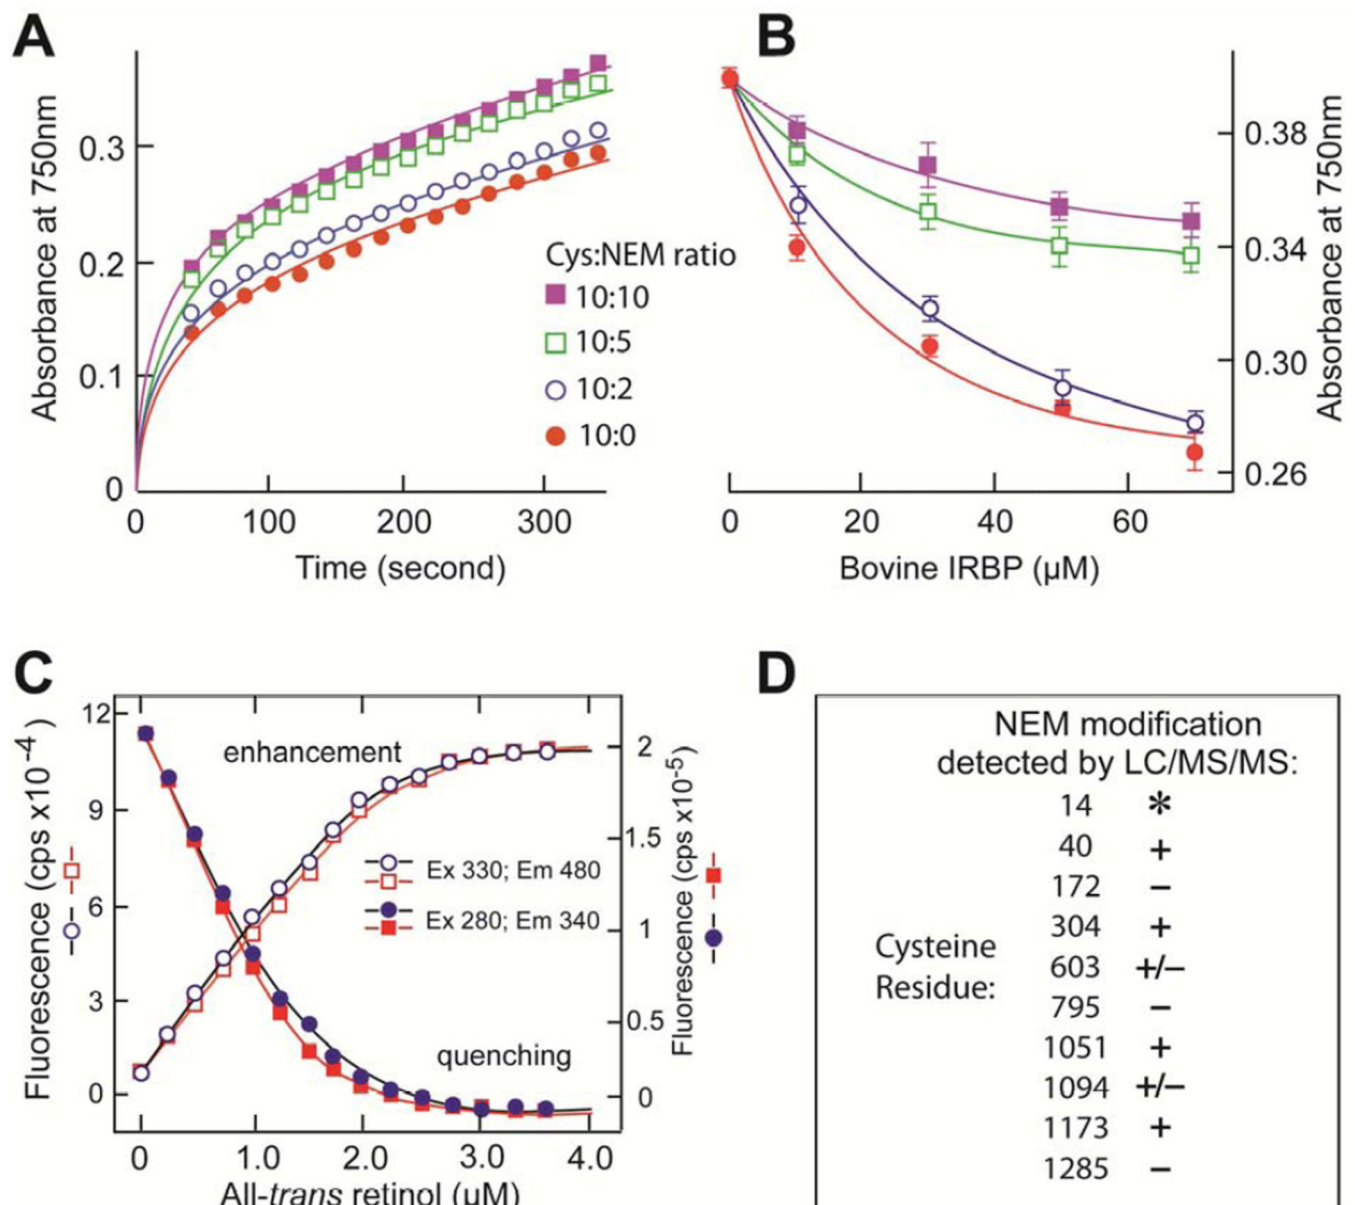 A
Absorbance at 750nm
0.3
0.2
0.1
0
0
100
200
300
Time (second)
Cys:NEM ratio
10:10
10:5
10:2
10:0
B
0.38
0.34
0.30
0.26
Absorbance at 750nm
0
20
40
60
Bovine IRBP (µM)
C
Fluorescence (cps x10-4 )
12
9
6
3
0
enhancement
Ex 330; Em 480
Ex 280; Em 340
quenching
2
1.5
1
0.5
0
Fluorescence (cps x10-5)
0
1.0
2.0
3.0
4.0
All-trans retinol (µM)
D
NEM modification
detected by LC/MS/MS:
Cysteine
Residue:
14 *
40 +
172 –
304 +
603 +/–
795 –
1051 +
1094 +/–
1173 +
1285 –